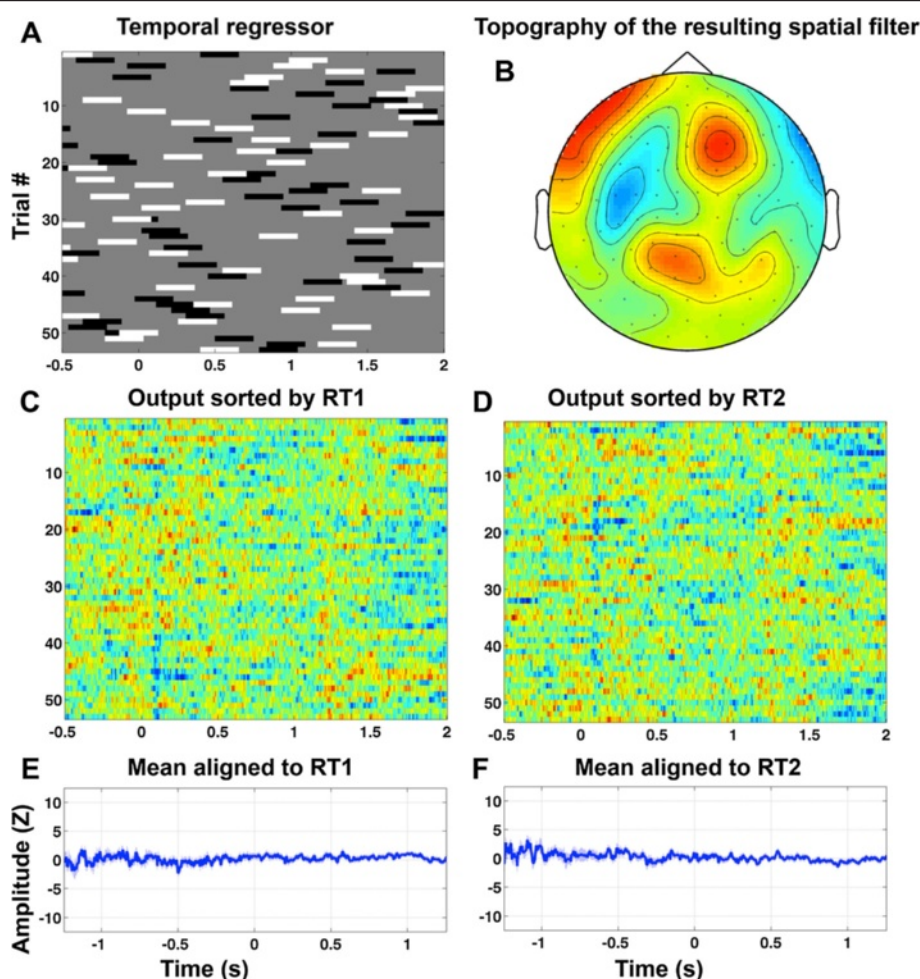 A
Temporal regressor
Trial #
10
20
30
40
50
-0.5 0 0.5 1 1.5 2
Topography of the resulting spatial filter
B
C
Output sorted by RT1
10
20
30
40
50
-0.5 0 0.5 1 1.5 2
D
Output sorted by RT2
10
20
30
40
50
-0.5 0 0.5 1 1.5 2
E
Mean aligned to RT1
Amplitude (Z)
10
5
0
-5
-10
-1 -0.5 0 0.5 1
Time (s)
F
Mean aligned to RT2
10
5
0
-5
-10
-1 -0.5 0 0.5 1
Time (s)